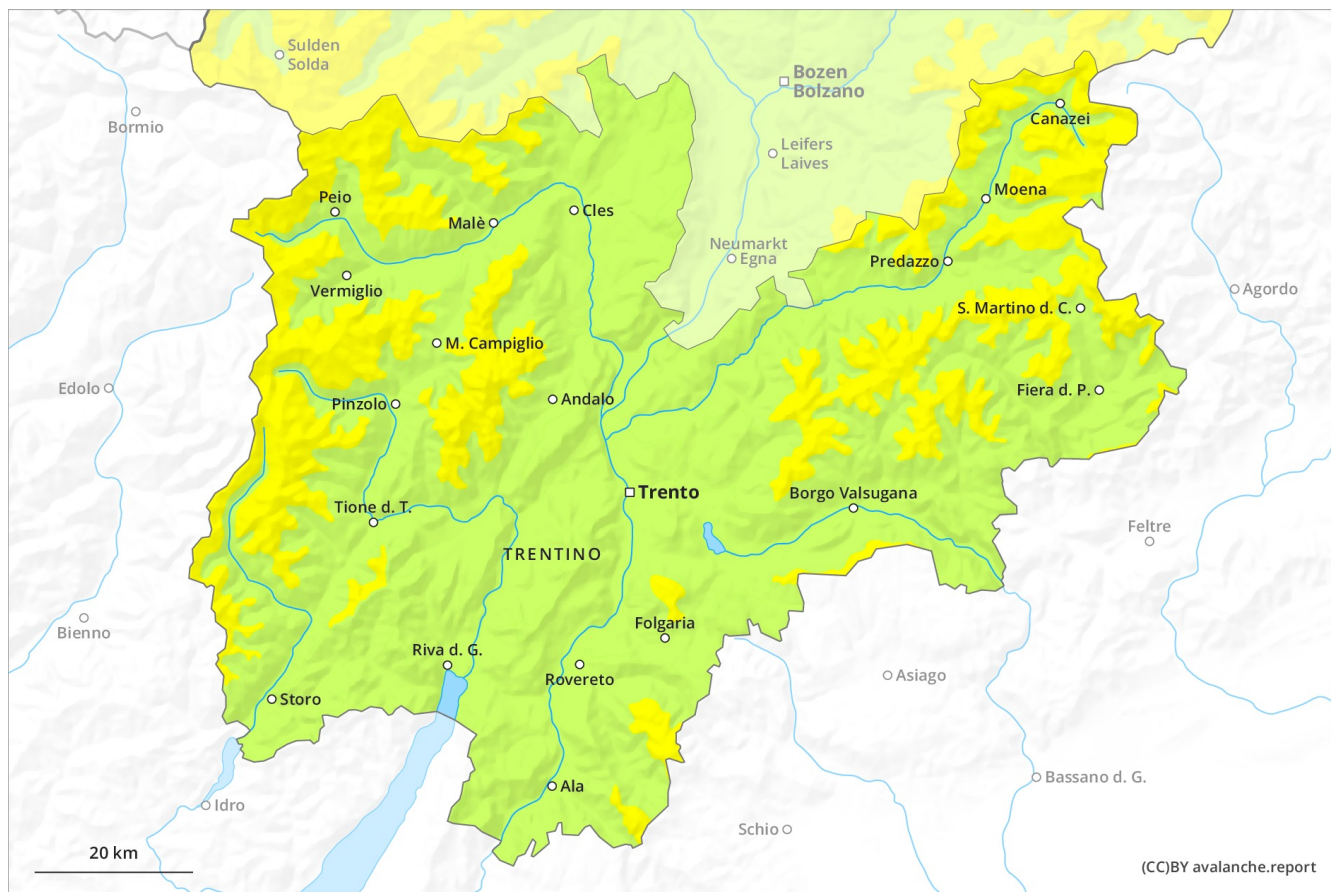 Sulden
Solda
Bozen
Bolzano
Bormio
Canazei
Leifers
Laives
Moena
Peio
Malè
Cles
Neumarkt
Egna
Predazzo
Vermiglio
Agordo
S. Martino d. C.
M. Campiglio
Edolo
Fiera d. P.
Andalo
Pinzolo
Trento
Borgo Valsugana
Tione d. T.
Feltre
TRENTINO
Bienno
Folgaria
Riva d. G.
Asiago
Rovereto
Storo
Bassano d. G.
Ala
Idro
Schio
20 km
(CC)BY avalanche.report